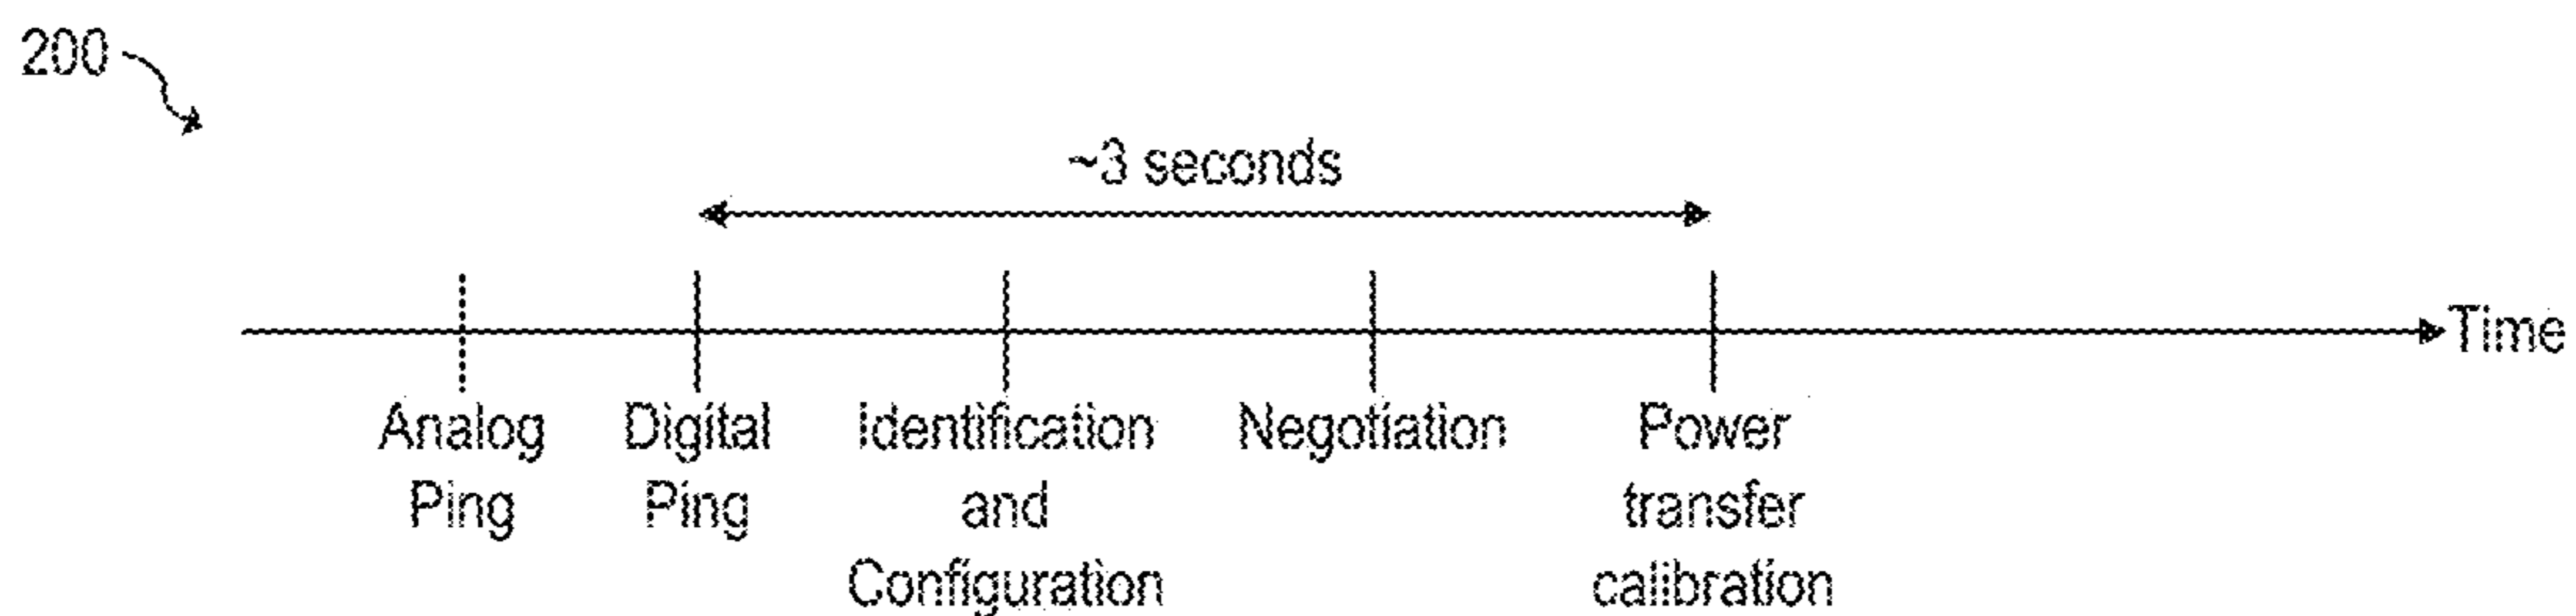 200
~3 seconds
Time
Analog
Ping
Digital
Ping
Identification
and
Configuration
Negotiation
Power
transfer
calibration